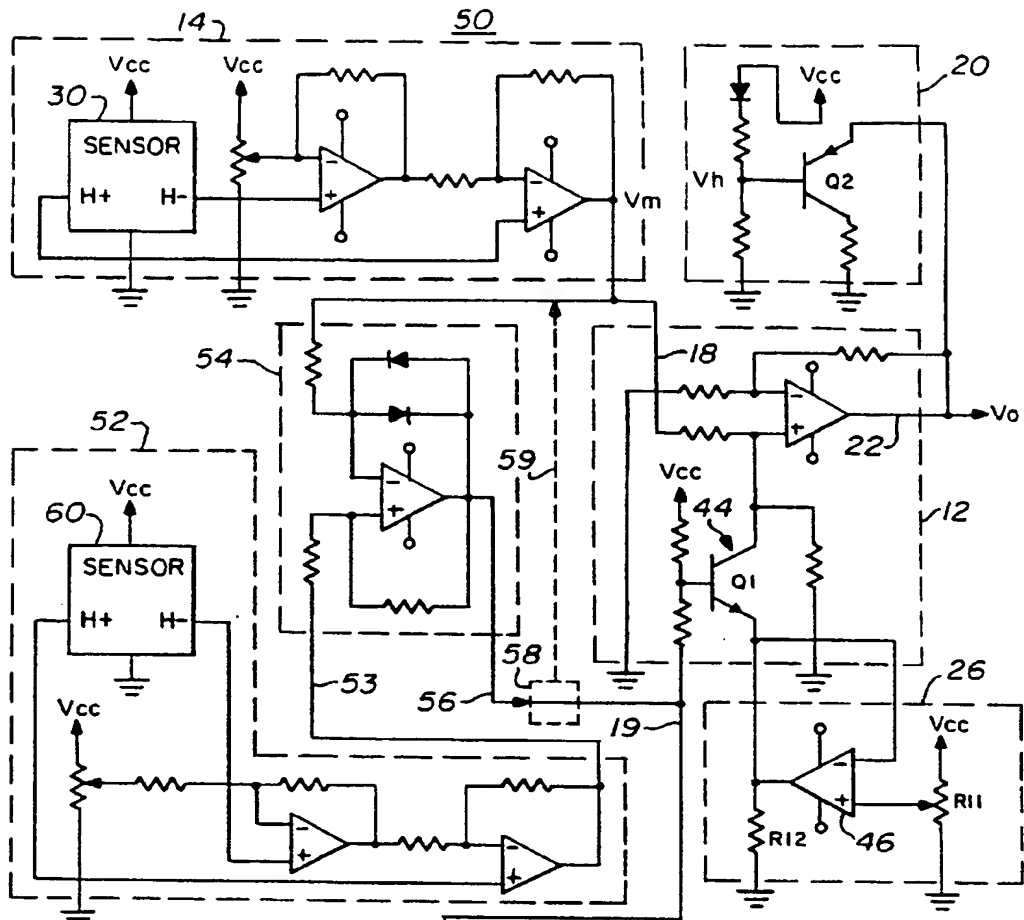 14
50
Vcc
Vcc
30
SENSOR
H+
H-
-
+
-
+
Vm
Vcc
20
Vh
Q2
54
18
-
+
Vo
22
59
12
52
Vcc
60
SENSOR
H+
H-
-
+
Vcc
44
Q1
53
56
58
19
26
Vcc
Vcc
-
+
R11
R12
46
-
+
-
+